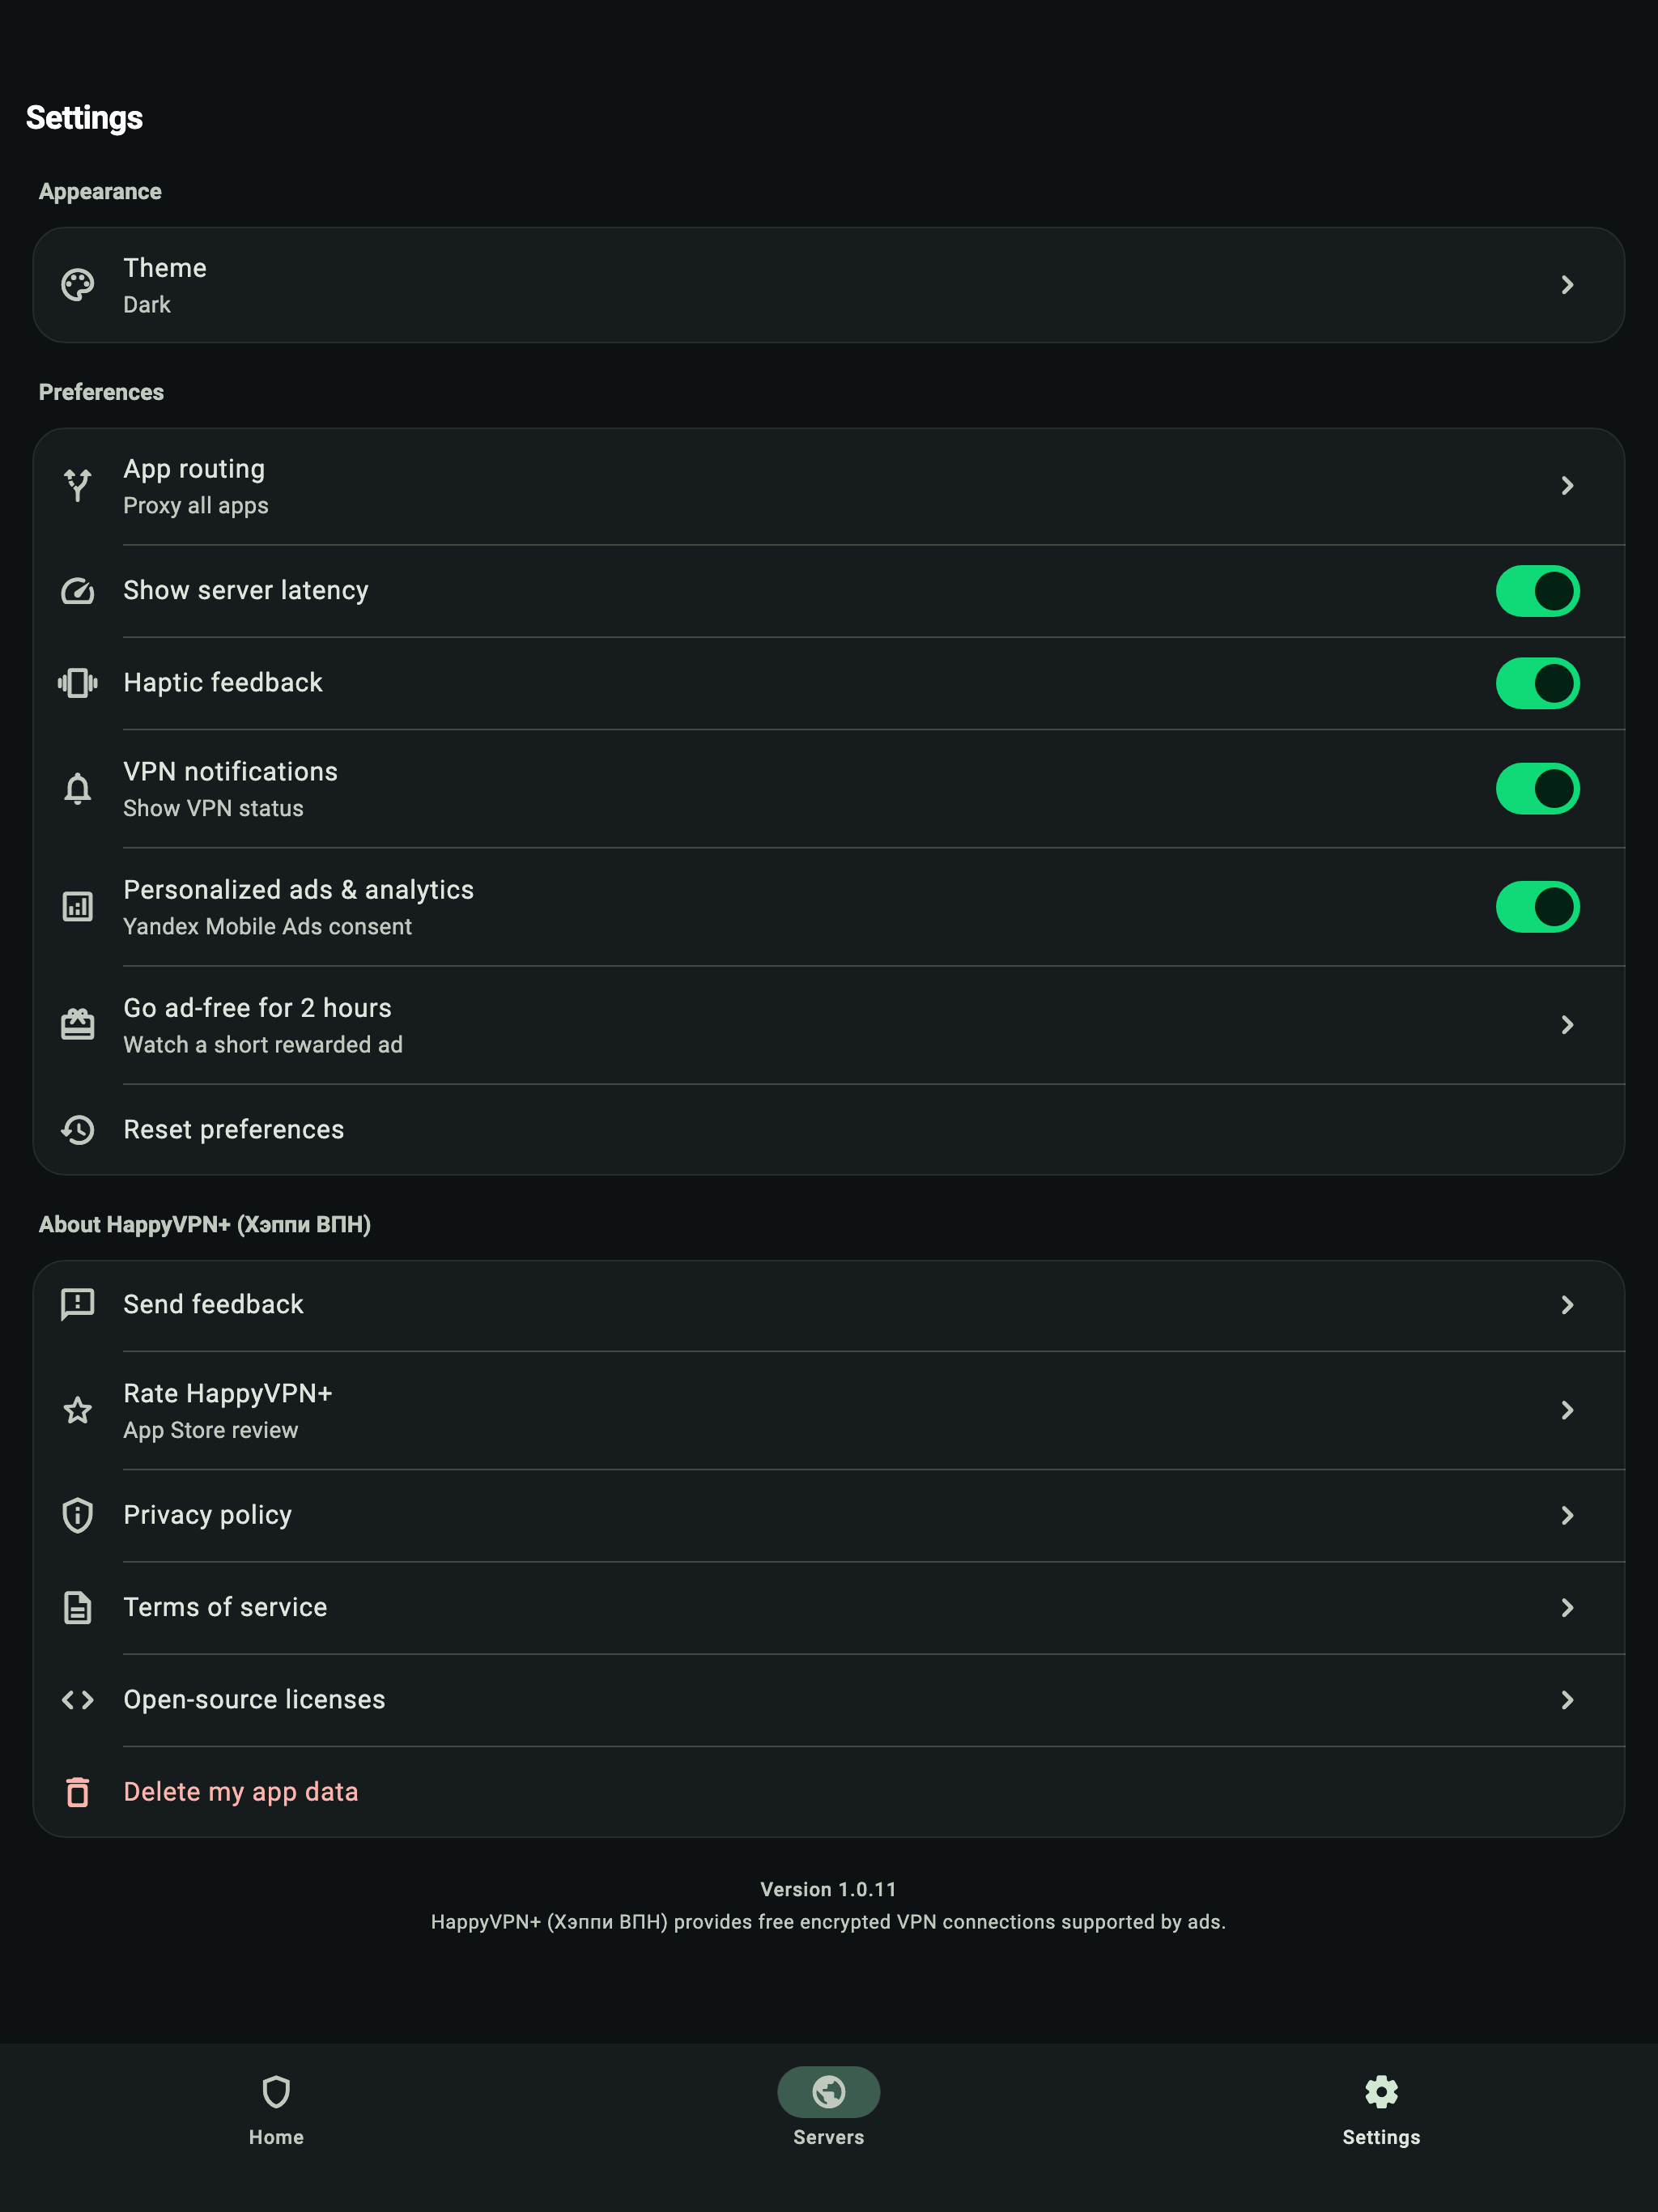 Settings
Appearance
Theme
Dark
Preferences
App routing
Proxy all apps
Show server latency
Haptic feedback
VPN notifications
Show VPN status
Personalized ads & analytics
Yandex Mobile Ads consent
Go ad-free for 2 hours
Watch a short rewarded ad
Reset preferences
About HappyVPN+ (Хэппи ВПН)
Send feedback
Rate HappyVPN+
App Store review
Privacy policy
Terms of service
Open-source licenses
Delete my app data
Version 1.0.11
HappyVPN+ (Хэппи ВПН) provides free encrypted VPN connections supported by ads.
Home
Servers
Settings